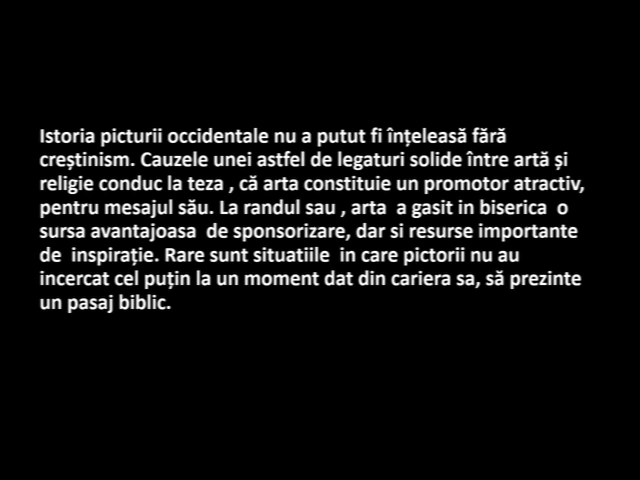 Istoria picturii occidentale nu a putut fi înțeleasă fără
creștinism. Cauzele unei astfel de legaturi solide între artă și
religie conduc la teza , că arta constituie un promotor atractiv,
pentru mesajul său. La randul sau , arta  a gasit in biserica  o
sursa avantajoasa  de sponsorizare, dar si resurse importante
de  inspirație. Rare sunt situatiile  in care pictorii nu au
incercat cel puțin la un moment dat din cariera sa, să prezinte
un pasaj biblic.